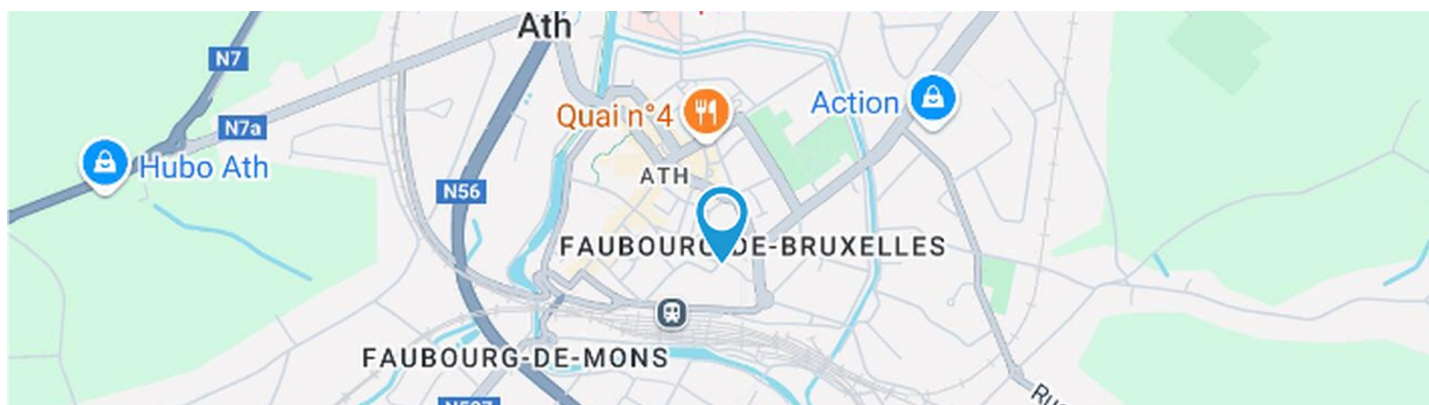 Ath
N7
Quai n°4
Action
N7a
Hubo Ath
ATH
N56
FAUBOURG-DE-BRUXELLES
FAUBOURG-DE-MONS